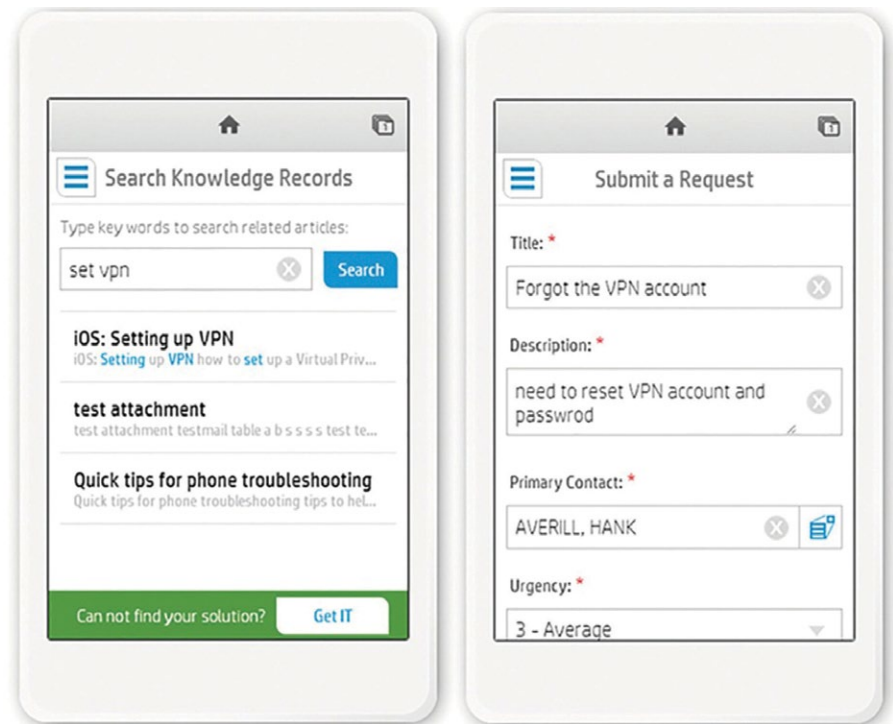 1
Search Knowledge Records
Type key words to search related articles:
set vpn
Search
iOS: Setting up VPN
iOS: Setting up VPN how to set up a Virtual Priv...
test attachment
test attachment testmail table a b s s s s test te...
Quick tips for phone troubleshooting
Quick tips for phone troubleshooting tips to hel...
Can not find your solution?
Get IT
1
Submit a Request
Title: *
Forgot the VPN account
Description: *
need to reset VPN account and
passwrod
Primary Contact: *
AVERILL, HANK
Urgency: *
3 - Average